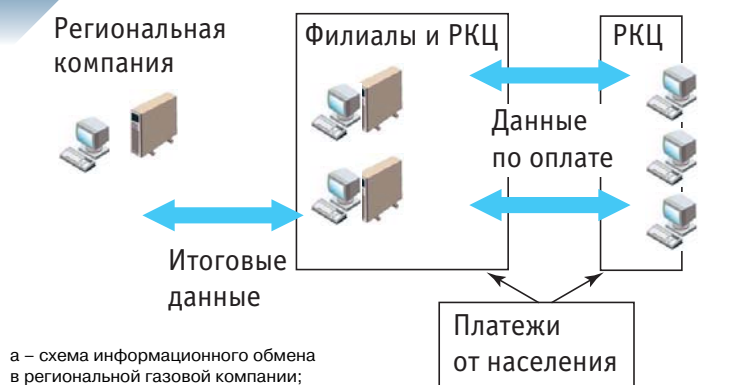 Региональная
компания
Филиалы и РКЦ
РКЦ
Данные
по оплате
Итоговые
данные
Платежи
от населения
а – схема информационного обмена
в региональной газовой компании;